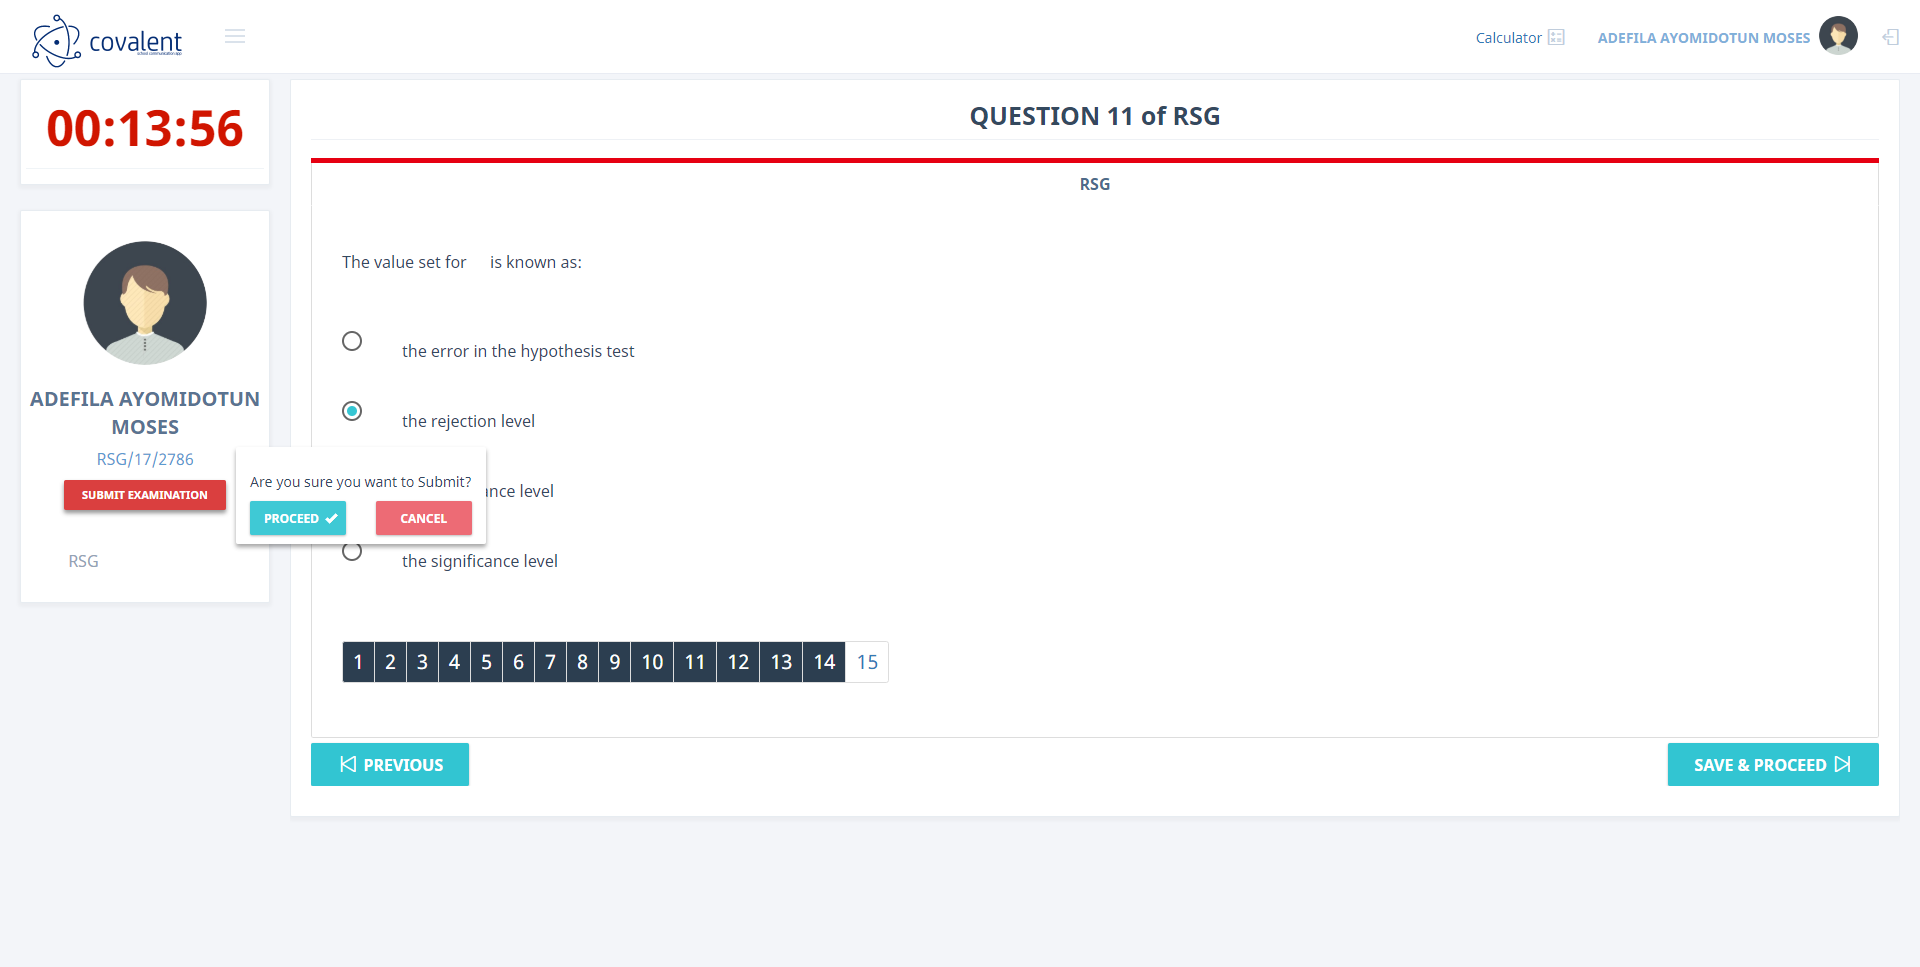 covalent
Calculator
ADEFILA AYOMIDOTUN MOSES
00:13:56
QUESTION 11 of RSG
RSG
The value set for is known as:
the error in the hypothesis test
the rejection level
ADEFILA AYOMIDOTUN
MOSES
RSG/17/2786
SUBMIT EXAMINATION
Are you sure you want to Submit?
PROCEED
CANCEL
level
RSG
the significance level
1 2 3 4 5 6 7 8 9 10 11 12 13 14 15
PREVIOUS
SAVE & PROCEED